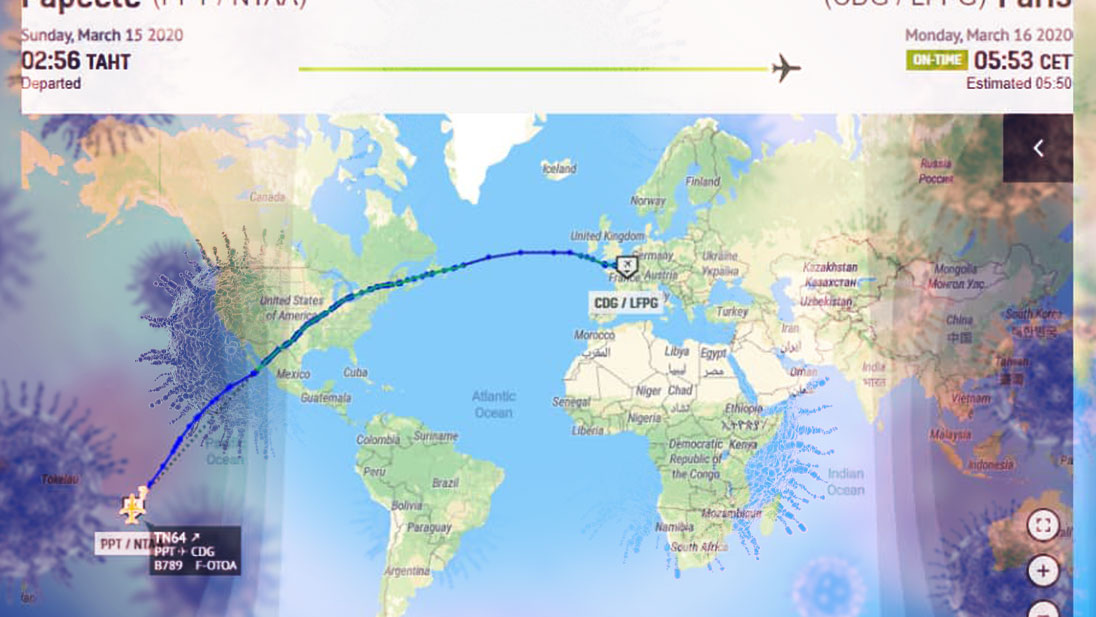 Papeete (PPT / NTAA)
(CDG / LFPG) Paris
Sunday, March 15 2020
Monday, March 16 2020
02:56 TAHT
ON-TIME 05:53 CET
Departed
Estimated 05:50
Iceland
Russia
Россия
Finland
Canada
Norway
United Kingdom
Germany
Ukraine
Україна
France
Austria
Kazakhstan
Казахстан
Mongolia
Монгол Улс
Uzbekistan
United States
of America
CDG / LFPG
Turkey
South Korea
대한민국
China
中国
Morocco
المغرب
Iran
ایران
Libya
ليبيا
Egypt
مصر
Mexico
Cuba
India
भारत
Taiwan
Oman
Guatemala
Niger
Chad
Atlantic
Ocean
Senegal
Nigeria
Ethiopia
Vietnam
Liberia
Colombia
Suriname
Democratic
Republic of
the Congo
Kenya
Malaysia
Ocean
Peru
Indonesia
Tokelau
Brazil
Indian
Ocean
Bolivia
Mozambique
Paraguay
Namibia
South Africa
PPT / NTA
TN64
PPT CDG
B789 F-OTOA
Argentina